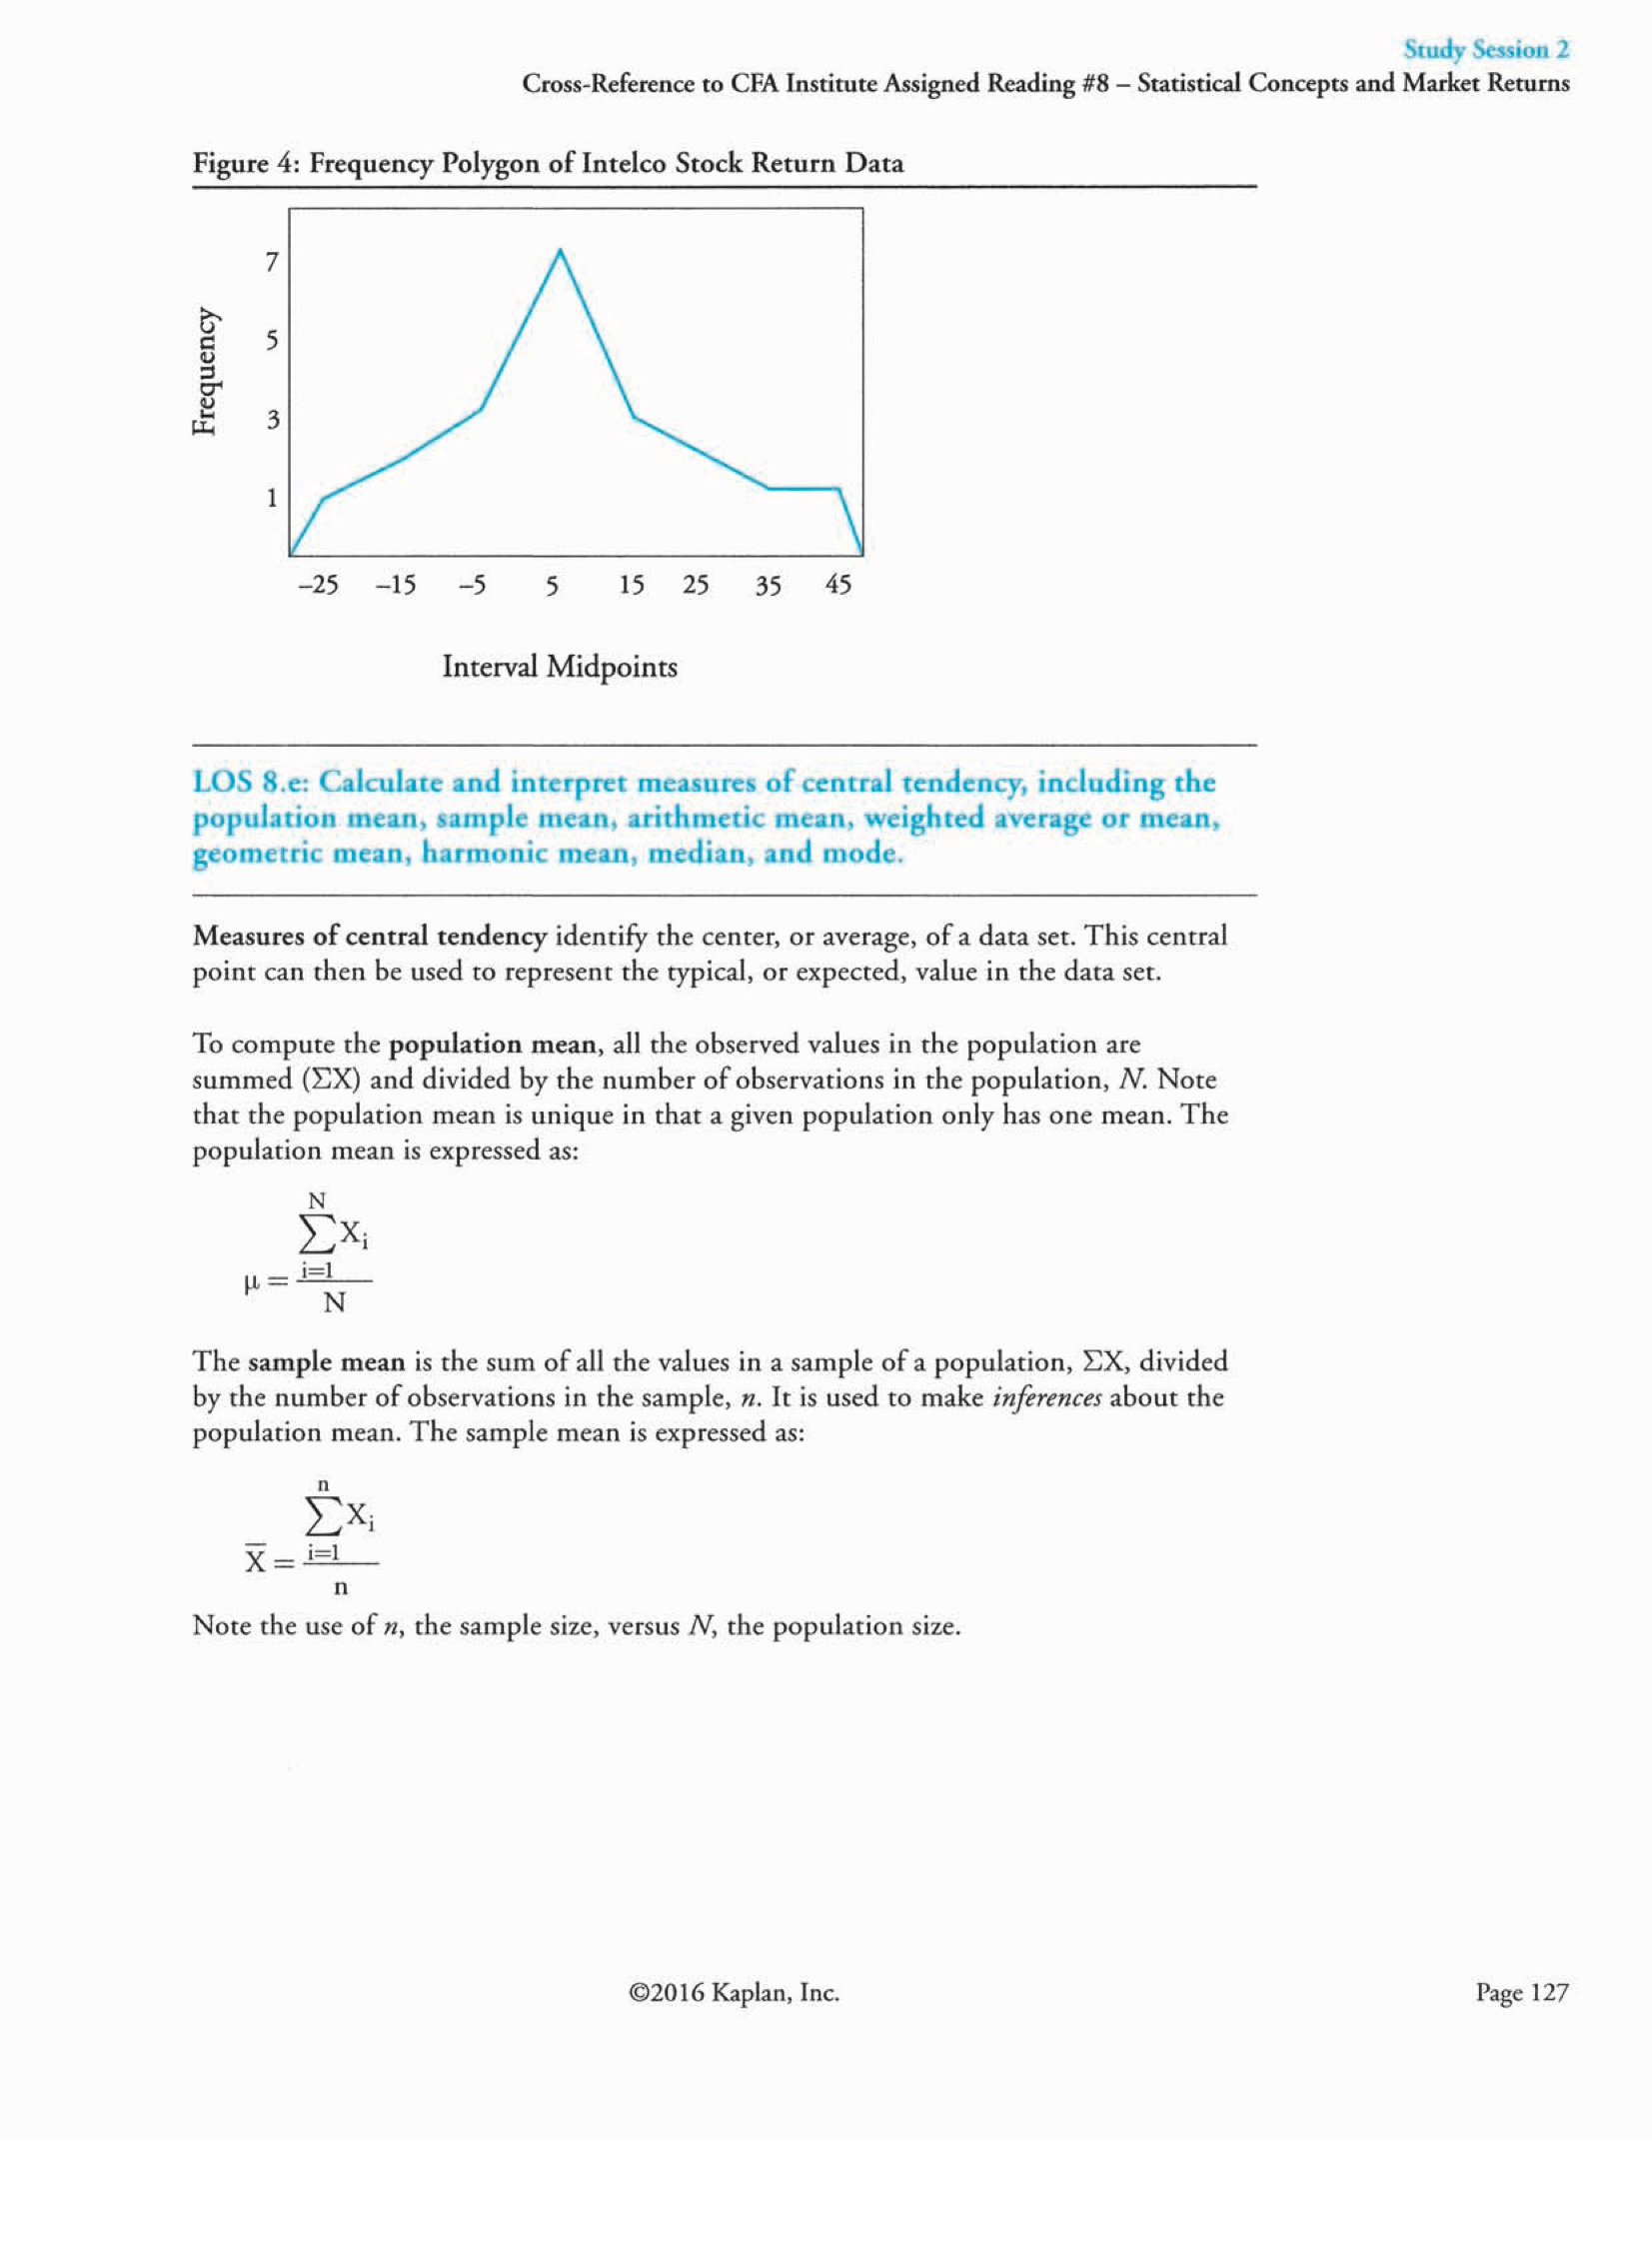 Study Session 2
Cross-Reference to CFA Institute Assigned Reading #8 – Statistical Concepts and Market Returns
Figure 4: Frequency Polygon of Intelco Stock Return Data
Frequency
7
5
3
1
–25 –15 –5 5 15 25 35 45
Interval Midpoints
LOS 8.e: Calculate and interpret measures of central tendency, including the
population mean, sample mean, arithmetic mean, weighted average or mean,
geometric mean, harmonic mean, median, and mode.
Measures of central tendency identify the center, or average, of a data set. This central
point can then be used to represent the typical, or expected, value in the data set.
To compute the population mean, all the observed values in the population are
summed (ΣX) and divided by the number of observations in the population, N. Note
that the population mean is unique in that a given population only has one mean. The
population mean is expressed as:
N
∑Xi
i=1
μ =
N
The sample mean is the sum of all the values in a sample of a population, ΣX, divided
by the number of observations in the sample, n. It is used to make inferences about the
population mean. The sample mean is expressed as:
n
∑Xi
i=1
X̄ =
n
Note the use of n, the sample size, versus N, the population size.
©2016 Kaplan, Inc.
Page 127